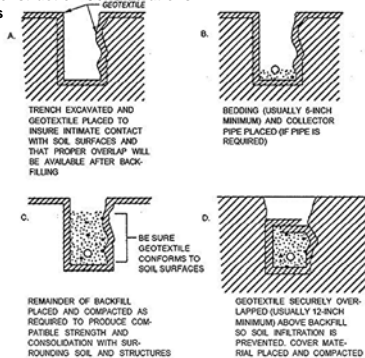 GEOTEXTILE
A.
TRENCH EXCAVATED AND
GEOTEXTILE PLACED TO
INSURE INTIMATE CONTACT
WITH SOIL SURFACES AND
THAT PROPER OVERLAP WILL
BE AVAILABLE AFTER BACK-
FILLING
B.
BEDDING (USUALLY 6-INCH
MINIMUM) AND COLLECTOR
PIPE PLACED (IF PIPE IS
REQUIRED)
C.
BE SURE
GEOTEXTILE
CONFORMS TO
SOIL SURFACES
REMAINDER OF BACKFILL
PLACED AND COMPACTED AS
REQUIRED TO PRODUCE COM-
PATIBLE STRENGTH AND
CONSOLIDATION WITH SUR-
ROUNDING SOIL AND STRUCTURES
D.
GEOTEXTILE SECURELY OVER-
LAPPED (USUALLY 12-INCH
MINIMUM) ABOVE BACKFILL
SO SOIL INFILTRATION IS
PREVENTED. COVER MATE-
RIAL PLACED AND COMPACTED